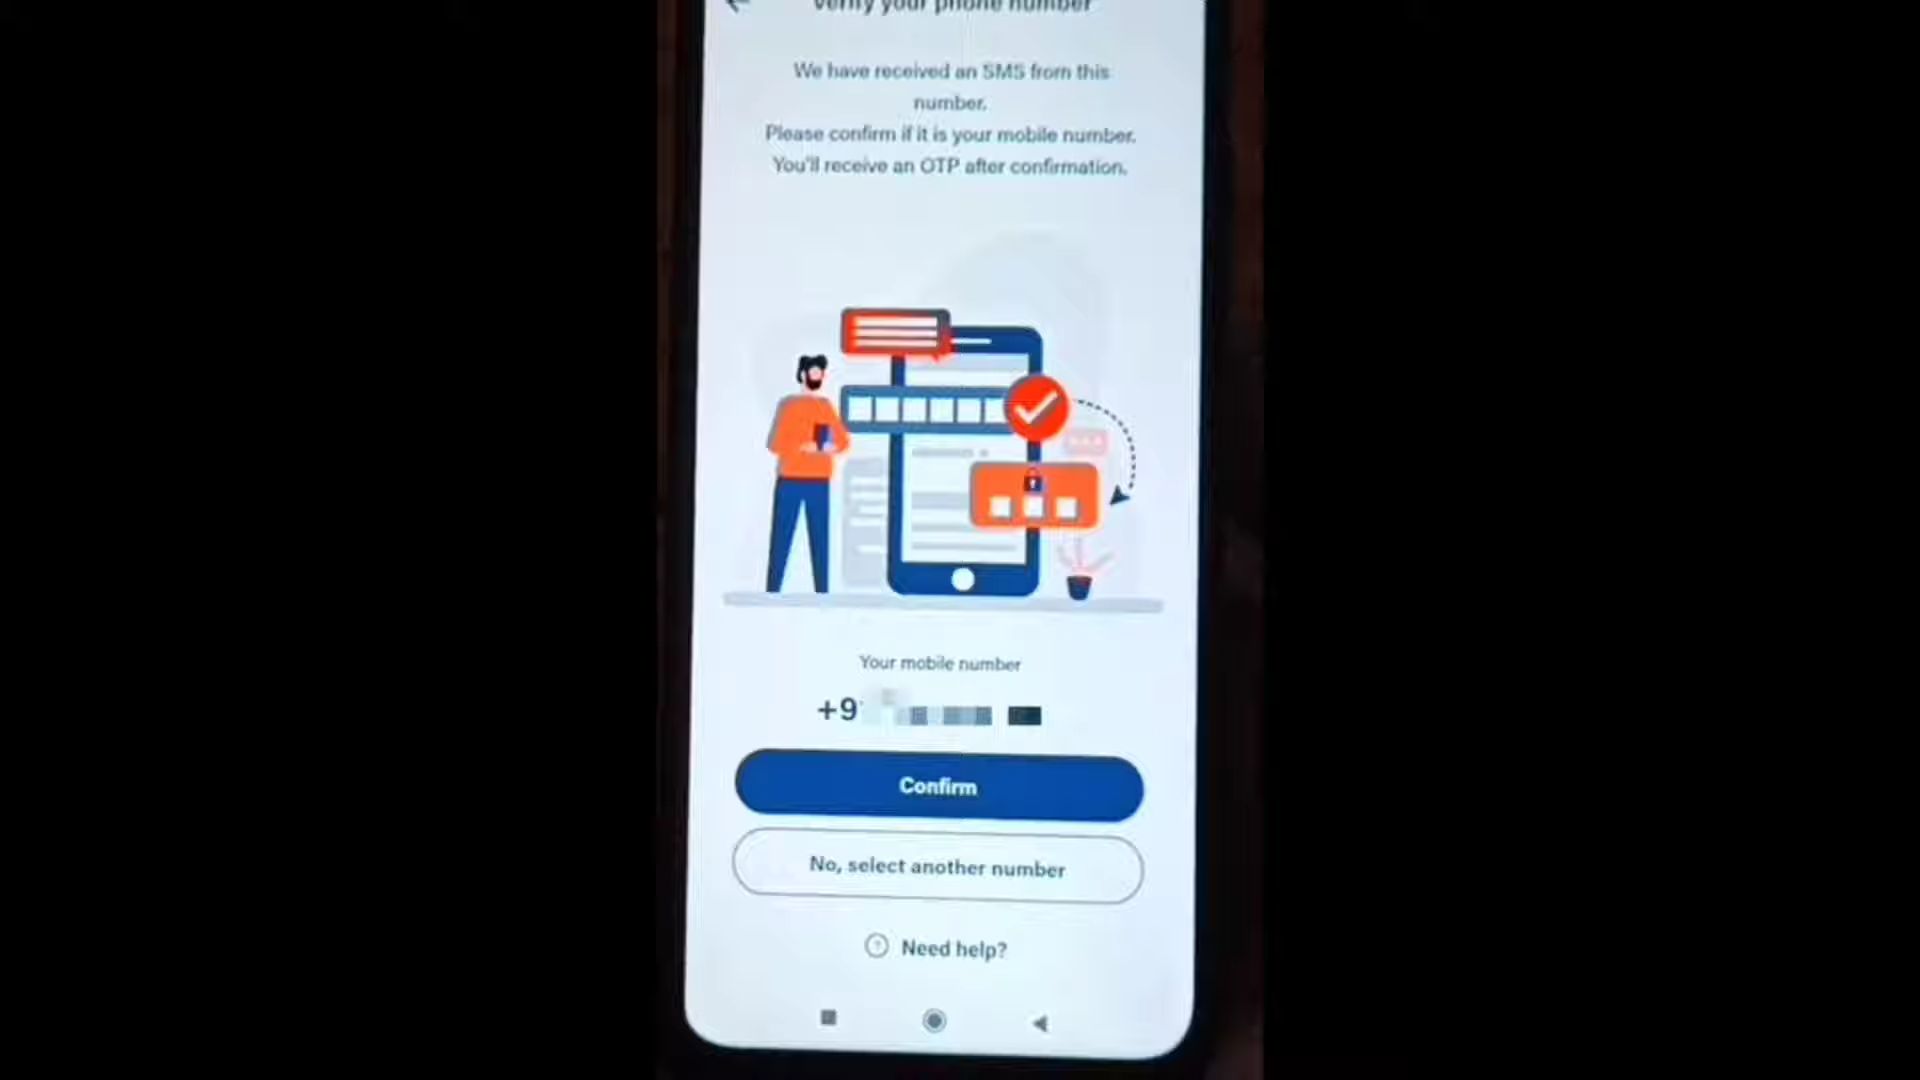 Verify your phone number
We have received an SMS from this
number.
Please confirm if it is your mobile number.
You'll receive an OTP after confirmation.
Your mobile number
+9
Confirm
No, select another number
? Need help?